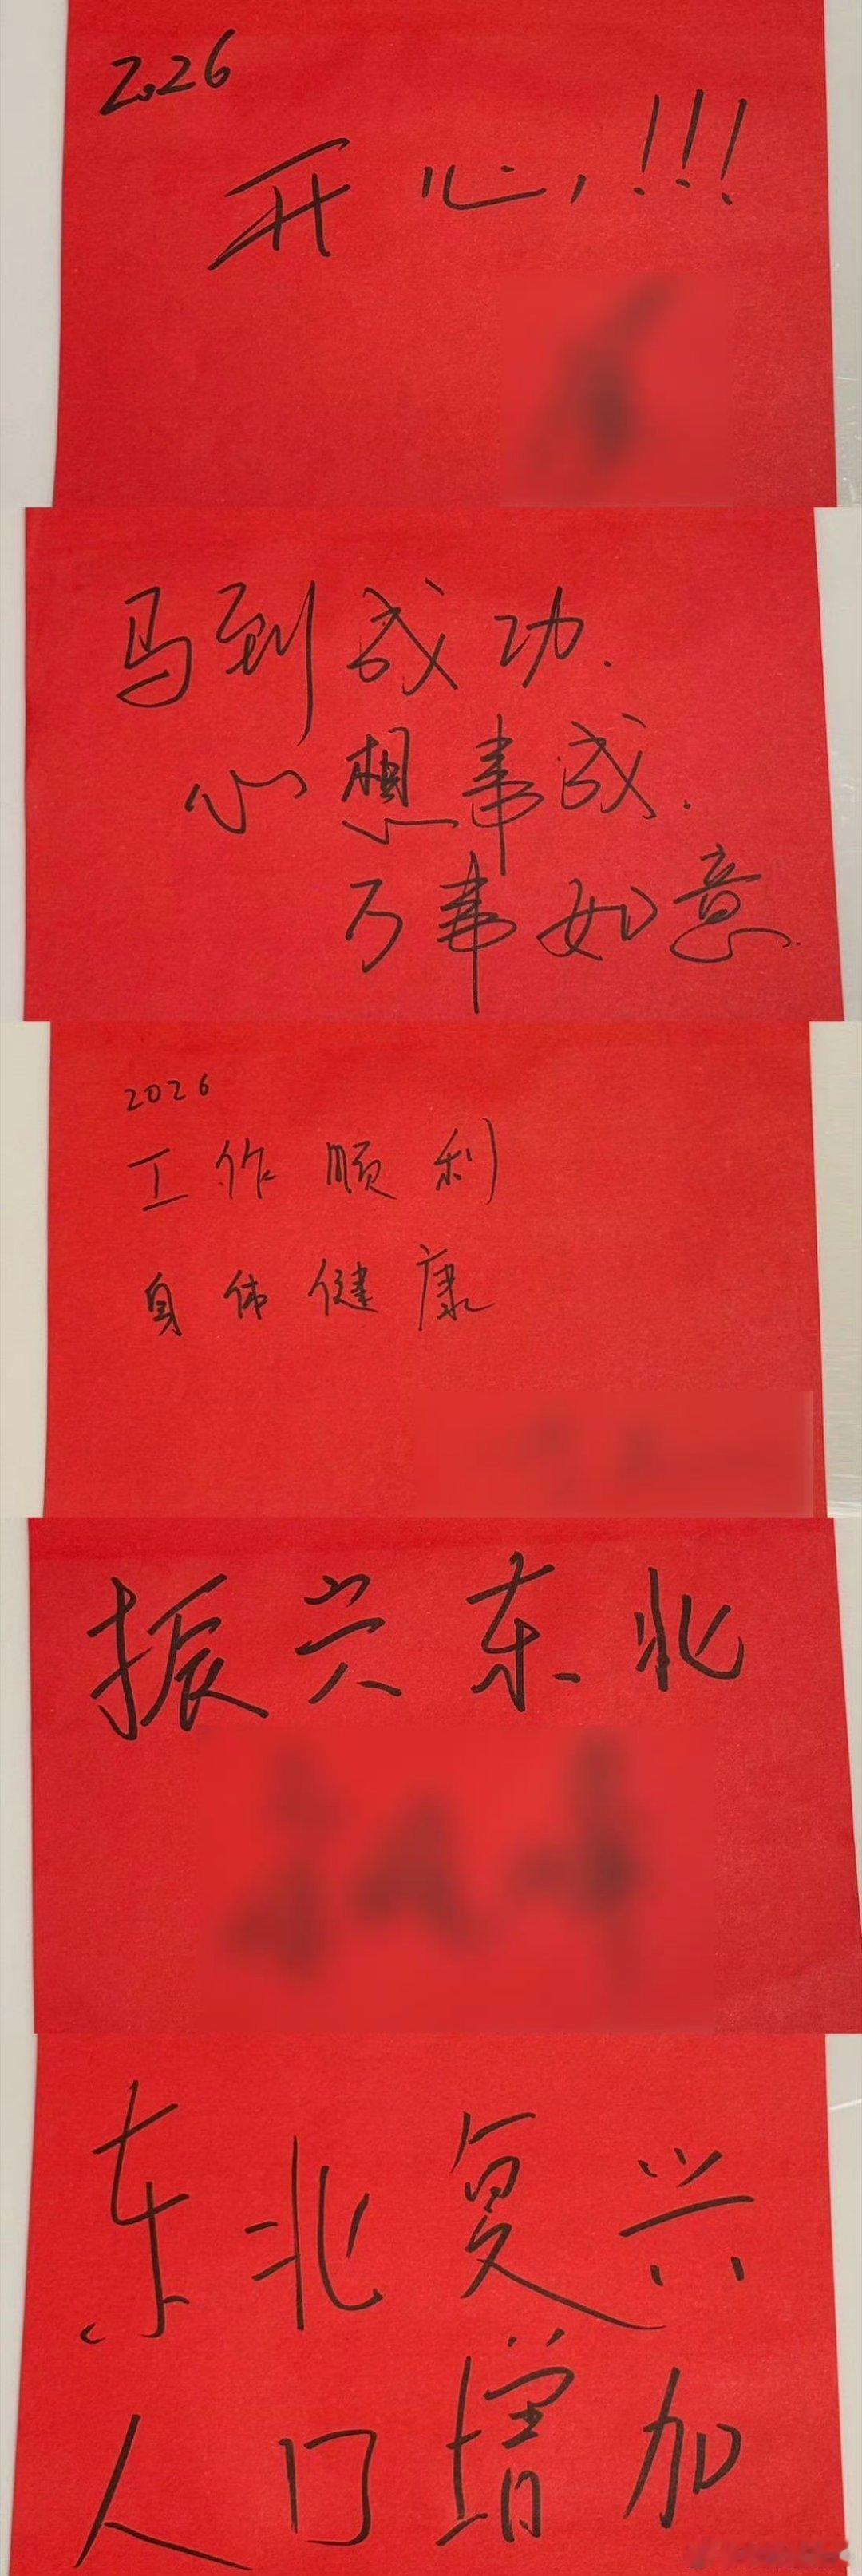 2026
开心,!!!
马到成功.
心想事成.
万事如意.
2026
工作顺利
身体健康
振兴东北
东北复兴
人口增加